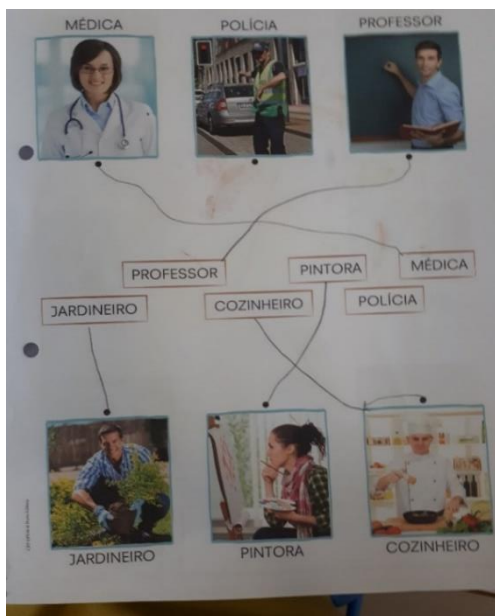 MÉDICA
POLÍCIA
PROFESSOR
PROFESSOR
PINTORA
MÉDICA
JARDINEIRO
COZINHEIRO
POLÍCIA
JARDINEIRO
PINTORA
COZINHEIRO